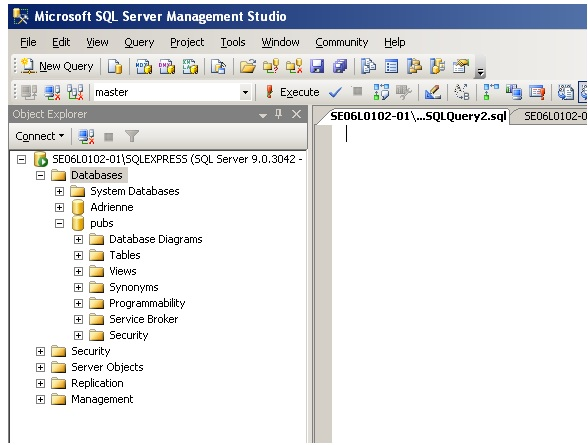 Microsoft SQL Server Management Studio
File Edit View Query Project Tools Window Community Help
New Query
master Execute
Object Explorer
SE06L0102-01\...SQLQuery2.sql SE06L0102-0
Connect
SE06L0102-01\SQLEXPRESS (SQL Server 9.0.3042 -
Databases
System Databases
Adrienne
pubs
Database Diagrams
Tables
Views
Synonyms
Programmability
Service Broker
Security
Security
Server Objects
Replication
Management